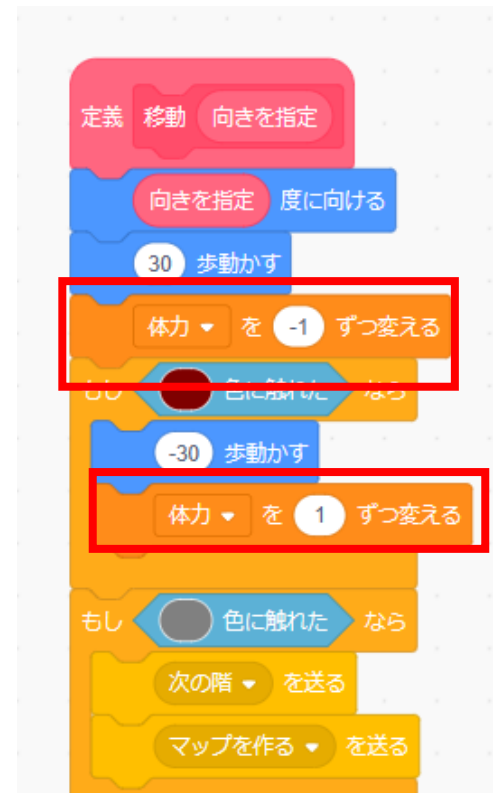 定義 移動 向きを指定
向きを指定 度に向ける
30 歩動かす
体力 を -1 ずつ変える
もし 色に触れた なら
-30 歩動かす
体力 を 1 ずつ変える
もし 色に触れた なら
次の階 を送る
マップを作る を送る